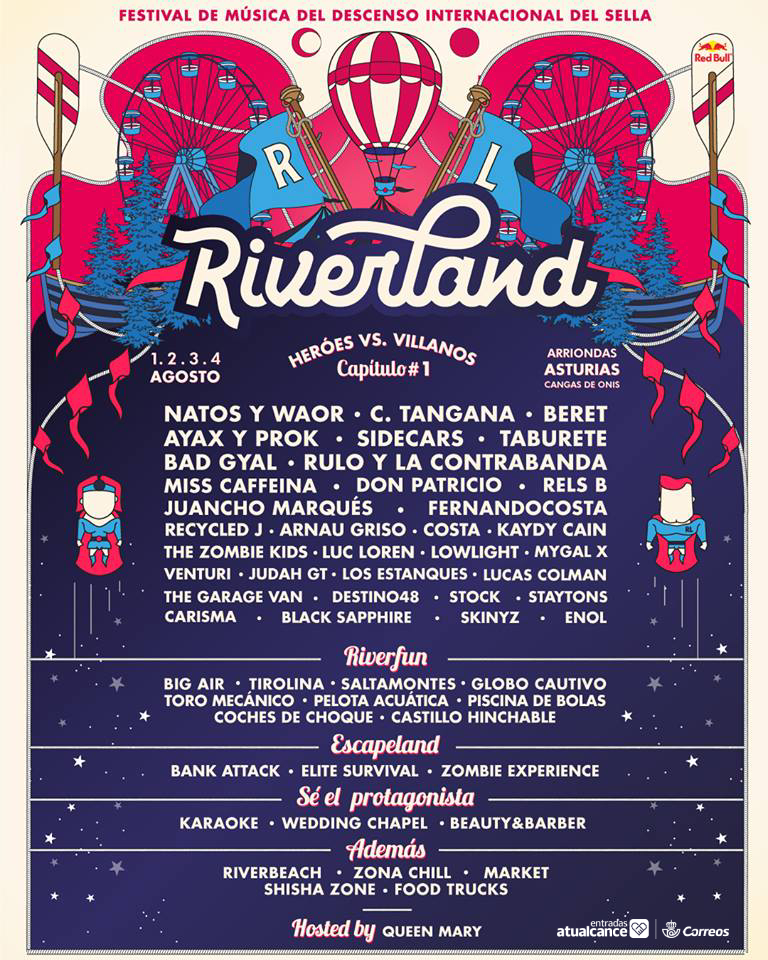 FESTIVAL DE MÚSICA DEL DESCENSO INTERNACIONAL DEL SELLA
Red Bull
R L
Riverland
1.2.3.4
AGOSTO
HERÓES VS. VILLANOS
Capítulo #1
ARRIONDAS
ASTURIAS
CANGAS DE ONIS
NATOS Y WAOR · C. TANGANA · BERET
AYAX Y PROK · SIDECARS · TABURETE
BAD GYAL · RULO Y LA CONTRABANDA
MISS CAFFEINA · DON PATRICIO · RELS B
JUANCHO MARQUÉS · FERNANDOCOSTA
RECYCLED J · ARNAU GRISO · COSTA · KAYDY CAIN
THE ZOMBIE KIDS · LUC LOREN · LOWLIGHT · MYGAL X
VENTURI · JUDAH GT · LOS ESTANQUES · LUCAS COLMAN
THE GARAGE VAN · DESTINO48 · STOCK · STAYTONS
CARISMA · BLACK SAPPHIRE · SKINYZ · ENOL
Riverfun
BIG AIR · TIROLINA · SALTAMONTES · GLOBO CAUTIVO
TORO MECÁNICO · PELOTA ACUÁTICA · PISCINA DE BOLAS
COCHES DE CHOQUE · CASTILLO HINCHABLE
Escapeland
BANK ATTACK · ELITE SURVIVAL · ZOMBIE EXPERIENCE
Sé el protagonista
KARAOKE · WEDDING CHAPEL · BEAUTY&BARBER
Además
RIVERBEACH · ZONA CHILL · MARKET
SHISHA ZONE · FOOD TRUCKS
Hosted by QUEEN MARY
entradas
atualcance
Correos
RL